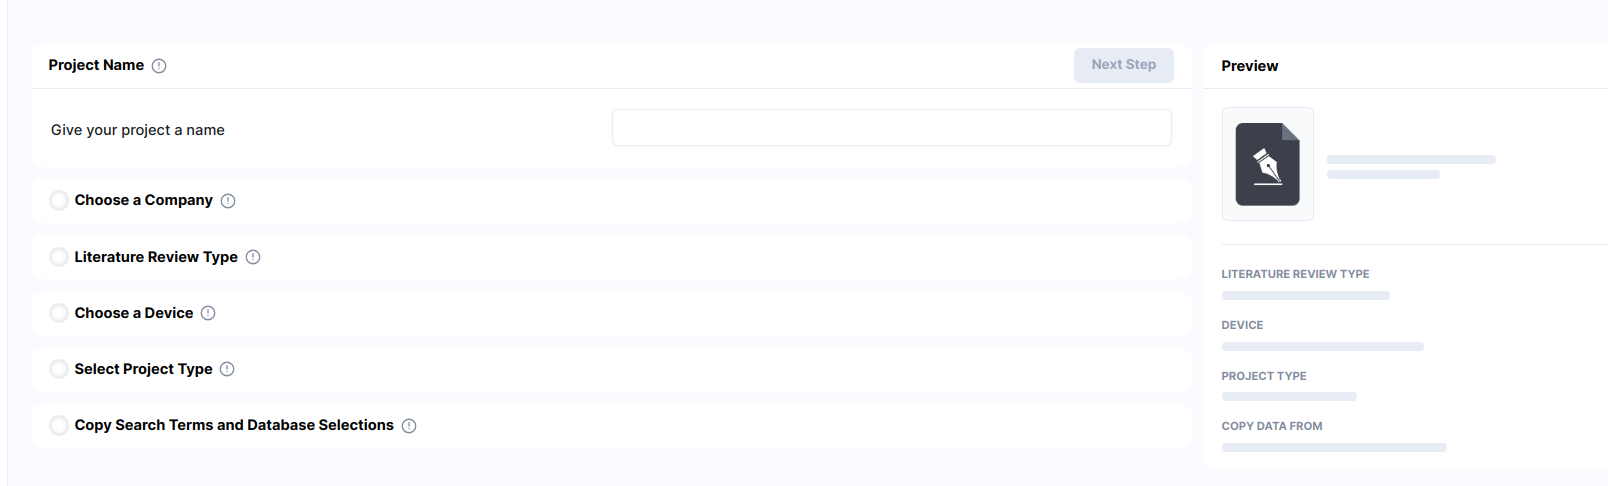 Project Name
Next Step
Give your project a name
Choose a Company
Literature Review Type
Choose a Device
Select Project Type
Copy Search Terms and Database Selections
Preview
LITERATURE REVIEW TYPE
DEVICE
PROJECT TYPE
COPY DATA FROM